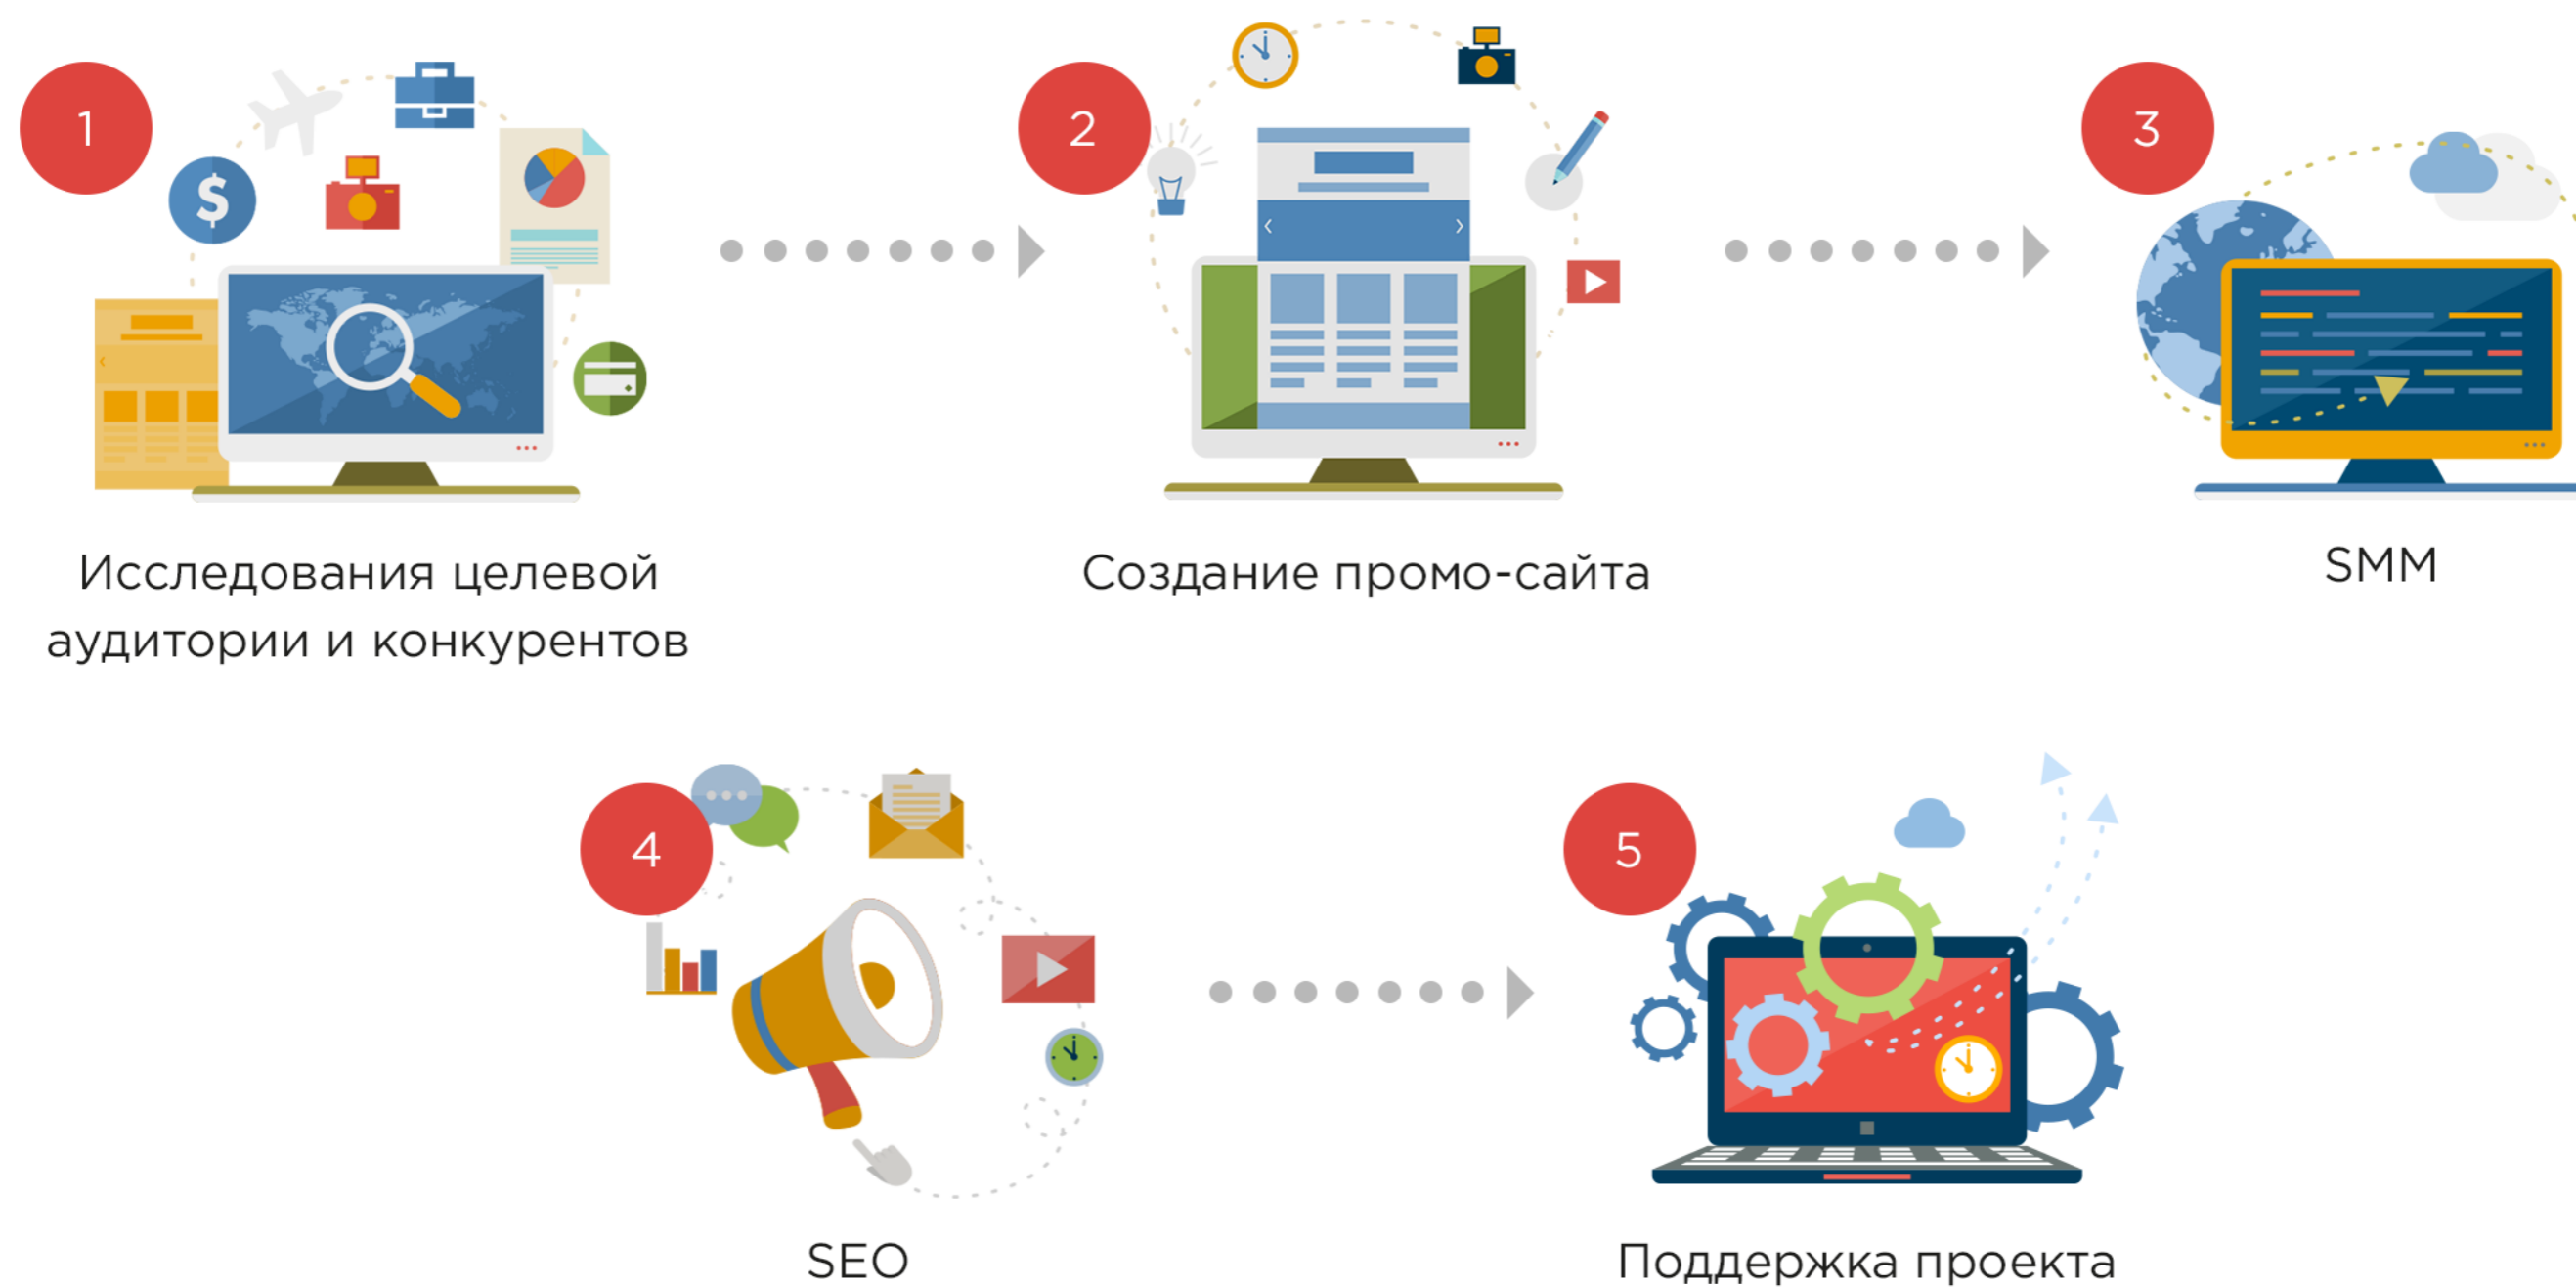 1
2
3
$
Исследования целевой
аудитории и конкурентов
Создание промо-сайта
SMM
4
5
SEO
Поддержка проекта